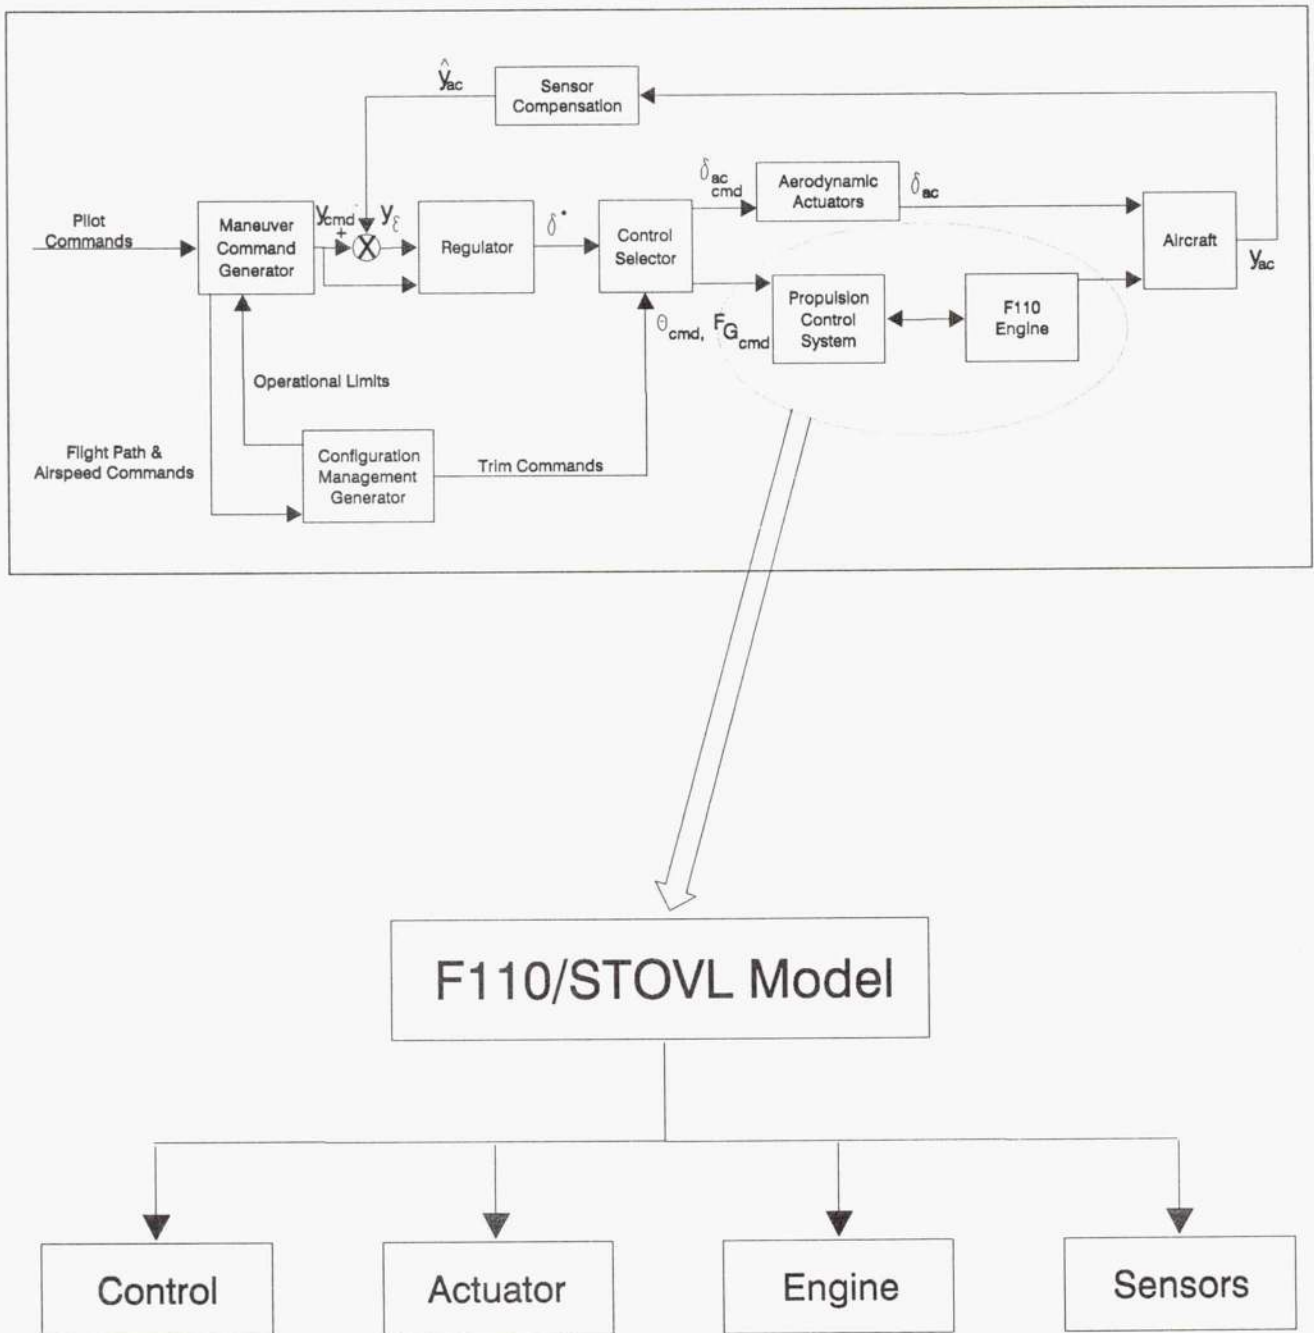 ŷac
Sensor
Compensation
Pilot
Commands
Maneuver
Command
Generator
ycmd
+
X
yε
Regulator
δ*
Control
Selector
δac
cmd
Aerodynamic
Actuators
δac
Aircraft
yac
θcmd, FGcmd
Propulsion
Control
System
F110
Engine
Operational Limits
Flight Path &
Airspeed Commands
Configuration
Management
Generator
Trim Commands
F110/STOVL Model
Control
Actuator
Engine
Sensors